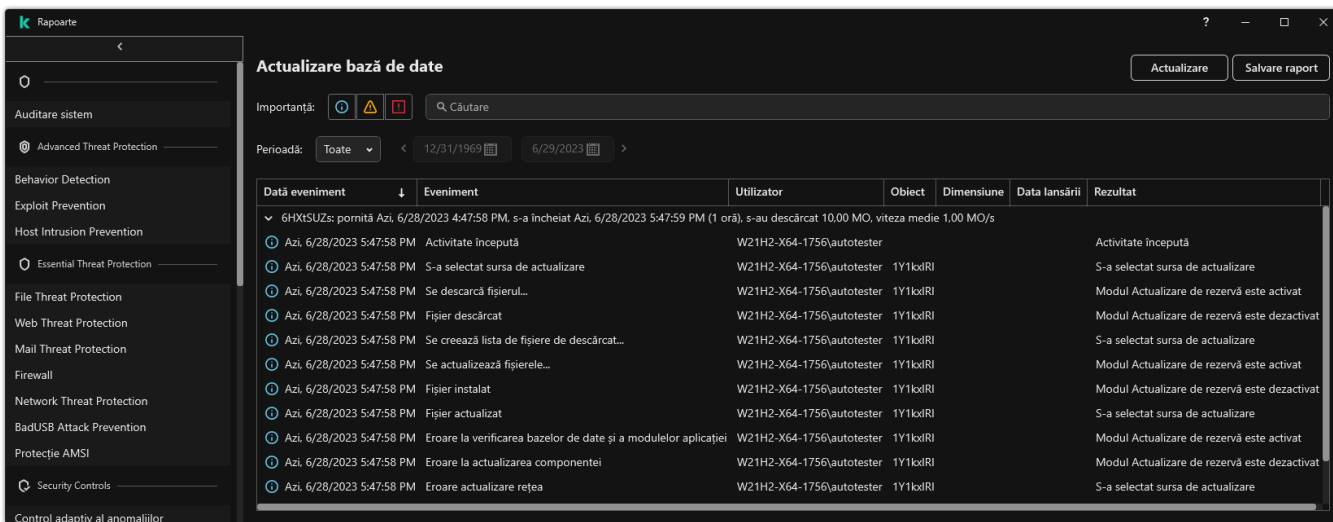 Rapoarte
?
Auditare sistem
Advanced Threat Protection
Behavior Detection
Exploit Prevention
Host Intrusion Prevention
Essential Threat Protection
File Threat Protection
Web Threat Protection
Mail Threat Protection
Firewall
Network Threat Protection
BadUSB Attack Prevention
Protecție AMSI
Security Controls
Control adaptiv al anomaliilor
Actualizare bază de date
Actualizare Salvare raport
Importanță: Căutare
Perioadă: Toate 12/31/1969 6/29/2023
Dată eveniment Eveniment Utilizator Obiect Dimensiune Data lansării Rezultat
6HXtSUZs: pornită Azi, 6/28/2023 4:47:58 PM, s-a încheiat Azi, 6/28/2023 5:47:59 PM (1 oră), s-au descărcat 10,00 MO, viteza medie 1,00 MO/s
Azi, 6/28/2023 5:47:58 PM Activitate începută W21H2-X64-1756\autotester Activitate începută
Azi, 6/28/2023 5:47:58 PM S-a selectat sursa de actualizare W21H2-X64-1756\autotester 1Y1kxlRI S-a selectat sursa de actualizare
Azi, 6/28/2023 5:47:58 PM Se descarcă fișierul... W21H2-X64-1756\autotester 1Y1kxlRI Modul Actualizare de rezervă este activat
Azi, 6/28/2023 5:47:58 PM Fișier descărcat W21H2-X64-1756\autotester 1Y1kxlRI Modul Actualizare de rezervă este dezactivat
Azi, 6/28/2023 5:47:58 PM Se creează lista de fișiere de descărcat... W21H2-X64-1756\autotester 1Y1kxlRI S-a selectat sursa de actualizare
Azi, 6/28/2023 5:47:58 PM Se actualizează fișierele... W21H2-X64-1756\autotester 1Y1kxlRI Modul Actualizare de rezervă este activat
Azi, 6/28/2023 5:47:58 PM Fișier instalat W21H2-X64-1756\autotester 1Y1kxlRI Modul Actualizare de rezervă este dezactivat
Azi, 6/28/2023 5:47:58 PM Fișier actualizat W21H2-X64-1756\autotester 1Y1kxlRI S-a selectat sursa de actualizare
Azi, 6/28/2023 5:47:58 PM Eroare la verificarea bazelor de date și a modulelor aplicației W21H2-X64-1756\autotester 1Y1kxlRI Modul Actualizare de rezervă este activat
Azi, 6/28/2023 5:47:58 PM Eroare la actualizarea componentei W21H2-X64-1756\autotester 1Y1kxlRI Modul Actualizare de rezervă este dezactivat
Azi, 6/28/2023 5:47:58 PM Eroare actualizare rețea W21H2-X64-1756\autotester 1Y1kxlRI S-a selectat sursa de actualizare